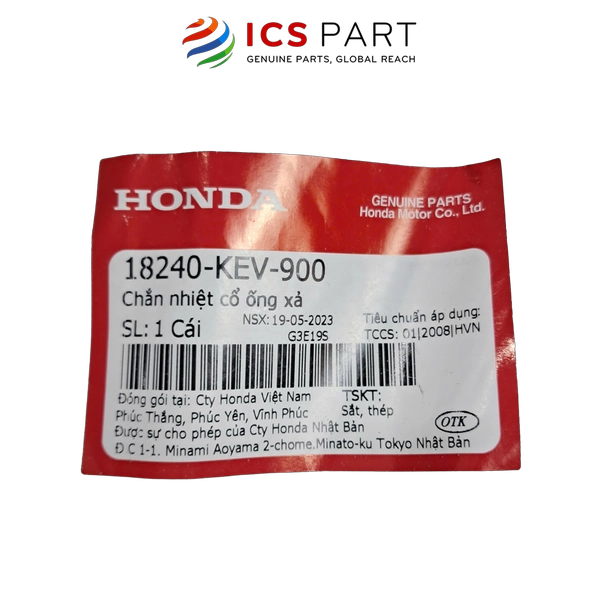 ICS PART
GENUINE PARTS, GLOBAL REACH
HONDA
GENUINE PARTS
Honda Motor Co., Ltd.
18240-KEV-900
Chắn nhiệt cổ ống xả
SL: 1 Cái
NSX: 19-05-2023
G3E19S
Tiêu chuẩn áp dụng:
TCCS: 01|2008|HVN
Đóng gói tại: Cty Honda Việt Nam
Phúc Thắng, Phúc Yên, Vĩnh Phúc
TSKT:
Sắt, thép
Được sự cho phép của Cty Honda Nhật Bản
Đ C 1-1. Minami Aoyama 2-chome.Minato-ku Tokyo Nhật Bản
OTK